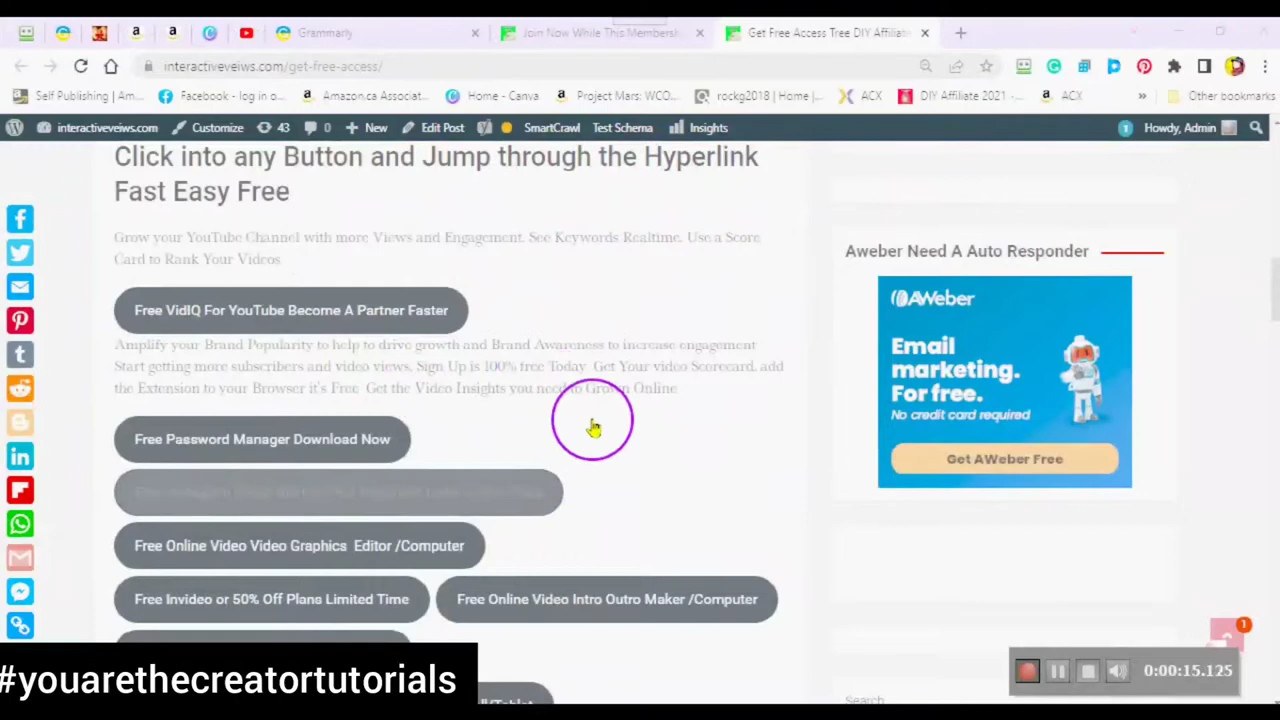 Grammarly
Join Now While This Membersh
Get Free Access Tree DIY Affiliate
interactiveveiws.com/get-free-access/
Self Publishing | Am... Facebook - log in o... Amazon.ca Associat... Home - Canva Project Mars: WCO... rockg2018 | Home |... ACX DIY Affiliate 2021 -... ACX » Other bookmarks
interactiveveiws.com Customize 43 0 New Edit Post SmartCrawl Test Schema Insights 1 Howdy, Admin
Click into any Button and Jump through the Hyperlink
Fast Easy Free
Grow your YouTube Channel with more Views and Engagement. See Keywords Realtime. Use a Score
Card to Rank Your Videos
Free VidIQ For YouTube Become A Partner Faster
Amplify your Brand Popularity to help to drive growth and Brand Awareness to increase engagement
Start getting more subscribers and video views. Sign Up is 100% free Today Get Your video Scorecard, add
the Extension to your Browser it's Free Get the Video Insights you need to Online
Free Password Manager Download Now
Free Online Video Video Graphics Editor /Computer
Free Invideo or 50% Off Plans Limited Time
Free Online Video Intro Outro Maker /Computer
Aweber Need A Auto Responder
AWeber
Email
marketing.
For free.
No credit card required
Get AWeber Free
1
0:00:15.125
Search
#youarethecreatortutorials